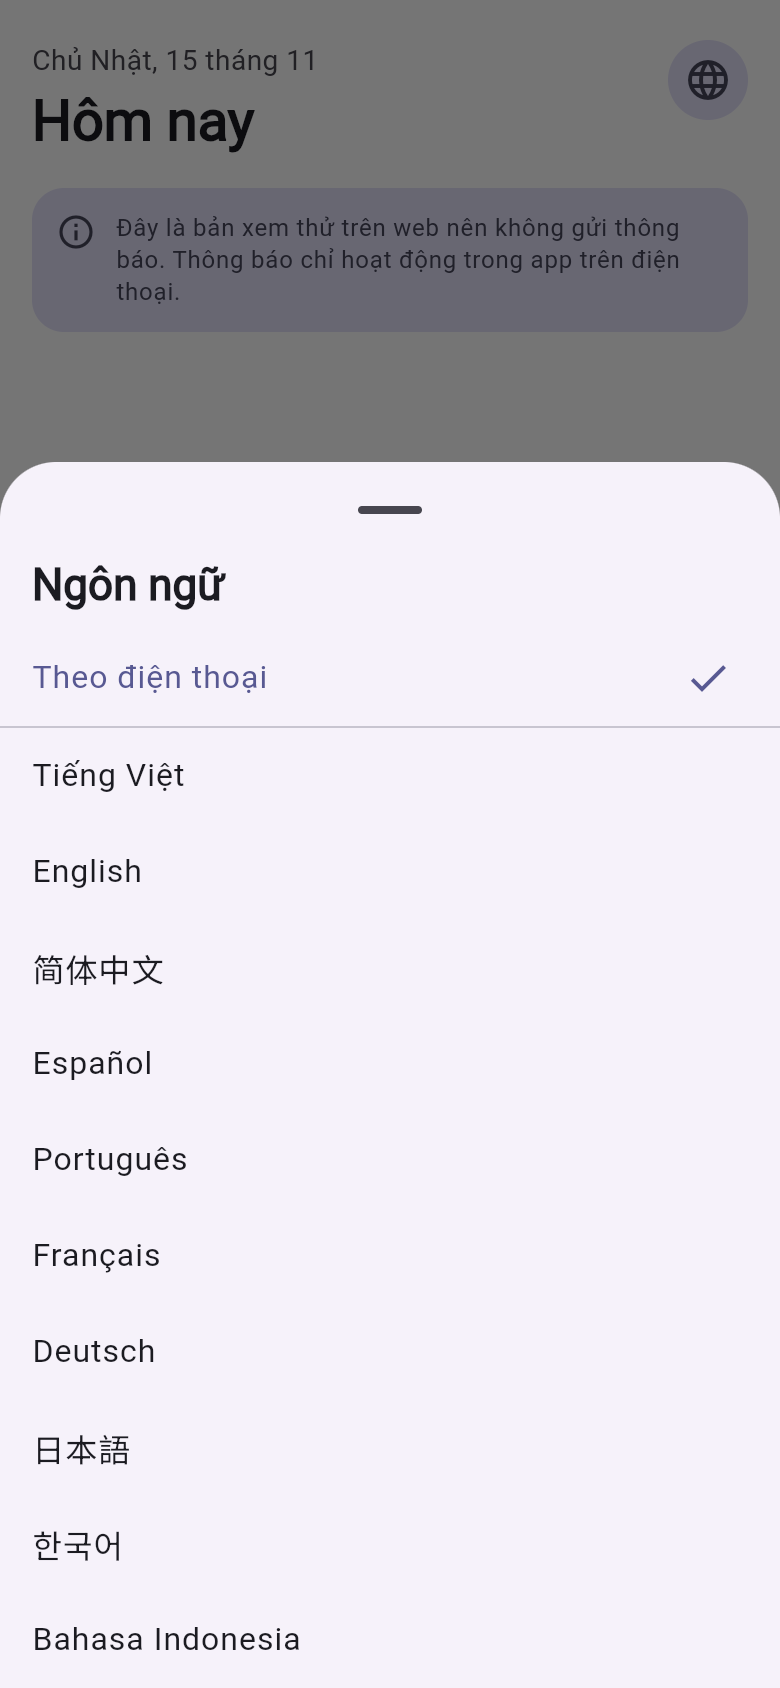 Chủ Nhật, 15 tháng 11
Hôm nay
Đây là bản xem thử trên web nên không gửi thông
báo. Thông báo chỉ hoạt động trong app trên điện
thoại.
Ngôn ngữ
Theo điện thoại
Tiếng Việt
English
简体中文
Español
Português
Français
Deutsch
日本語
한국어
Bahasa Indonesia